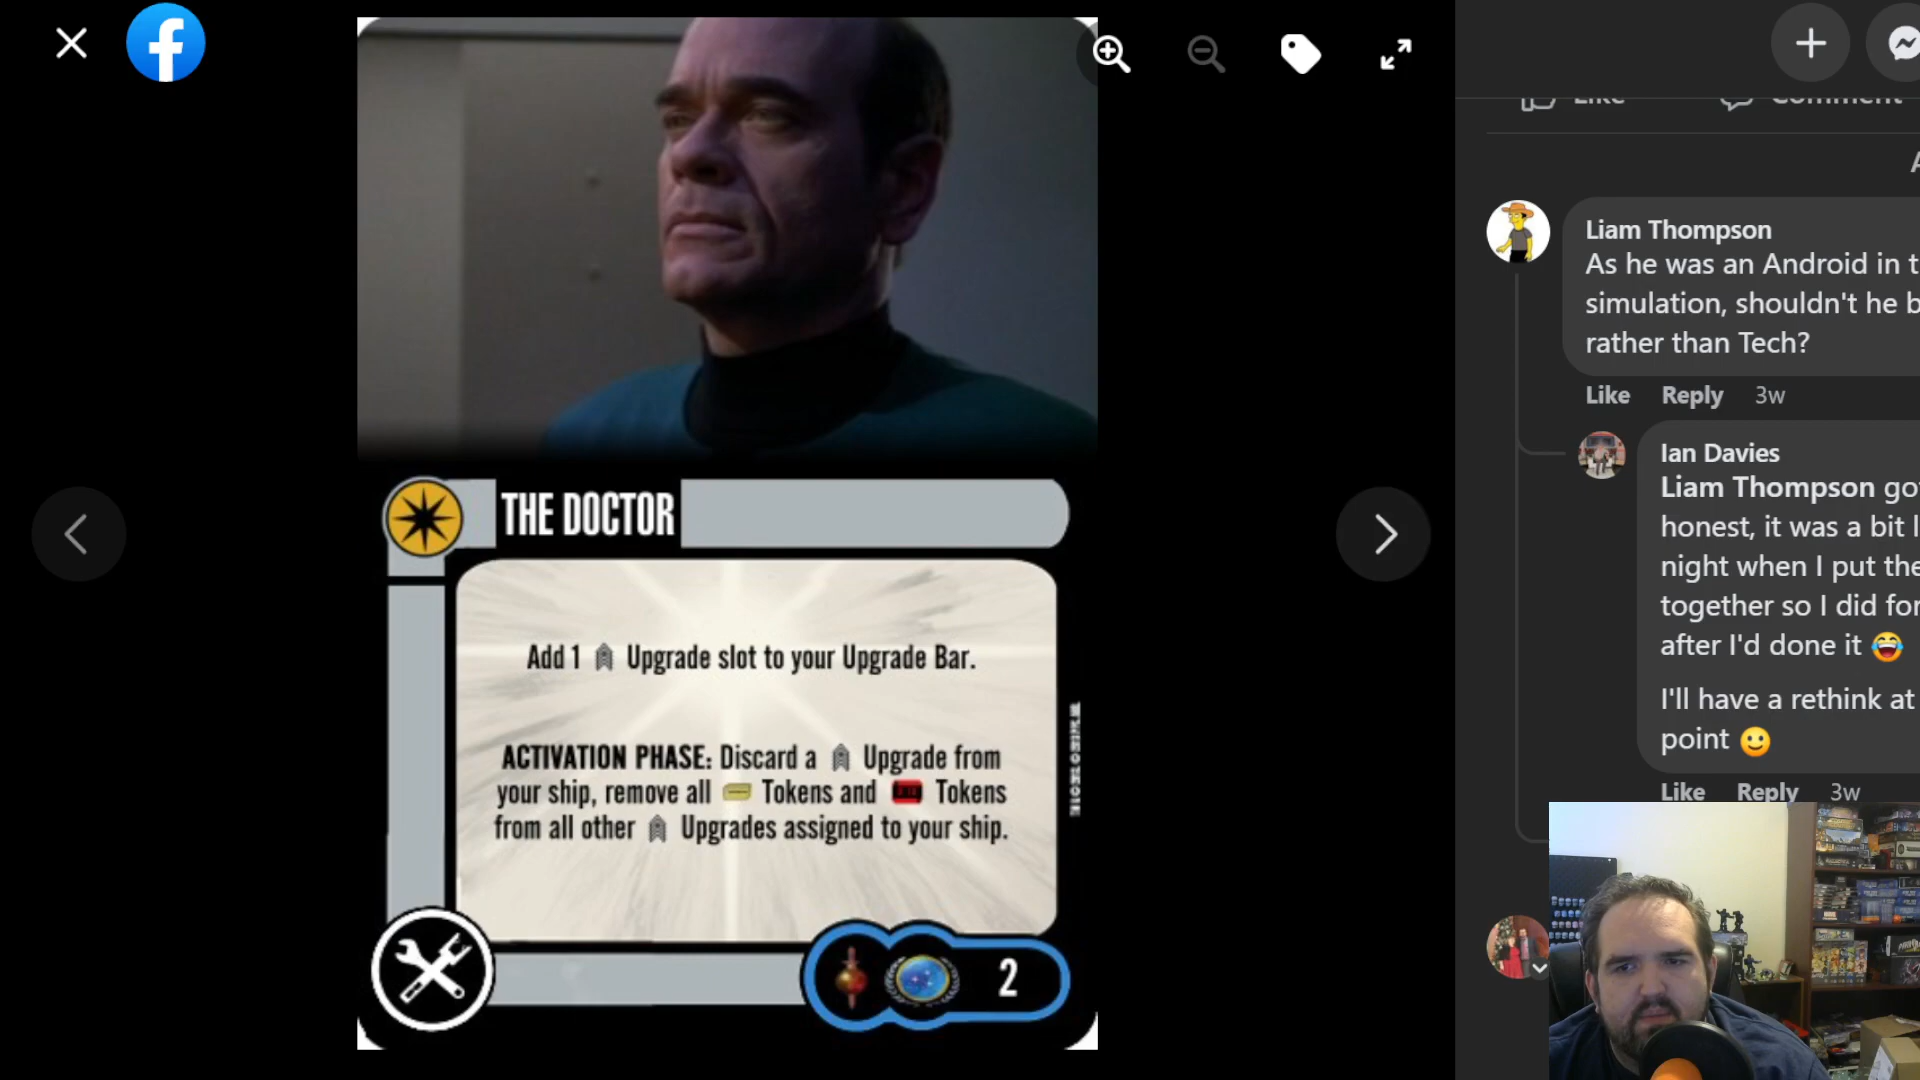 THE DOCTOR
Add 1 Upgrade slot to your Upgrade Bar.
ACTIVATION PHASE: Discard a Upgrade from
your ship, remove all Tokens and Tokens
from all other Upgrades assigned to your ship.
2
Like Comment
Liam Thompson
As he was an Android in t
simulation, shouldn't he b
rather than Tech?
Like Reply 3w
Ian Davies
Liam Thompson go
honest, it was a bit l
night when I put the
together so I did for
after I'd done it 😂
I'll have a rethink at
point 🙂
Like Reply 3w